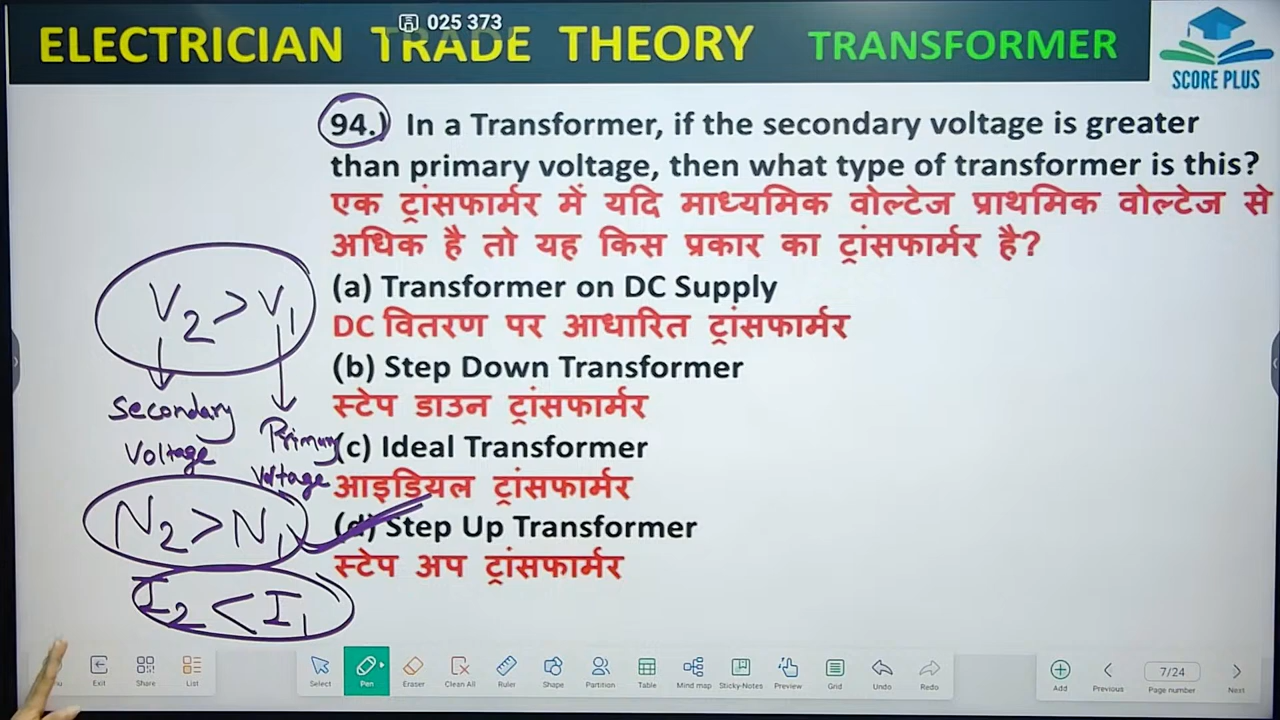 025 373
ELECTRICIAN TRADE THEORY TRANSFORMER
SCORE PLUS
94.) In a Transformer, if the secondary voltage is greater
than primary voltage, then what type of transformer is this?
एक ट्रांसफार्मर में यदि माध्यमिक वोल्टेज प्राथमिक वोल्टेज से
अधिक है तो यह किस प्रकार का ट्रांसफार्मर है?
(a) Transformer on DC Supply
DC वितरण पर आधारित ट्रांसफार्मर
(b) Step Down Transformer
स्टेप डाउन ट्रांसफार्मर
(c) Ideal Transformer
आइडियल ट्रांसफार्मर
(d) Step Up Transformer
स्टेप अप ट्रांसफार्मर
V2 > V1
Secondary
Voltage
Primary
Voltage
N2 > N1
I2 < I1
Exit Share List Select Pen Eraser Clean All Ruler Shape Partition Table Mind map Sticky-Notes Preview Grid Undo Redo Add Previous 7/24 Page number Next